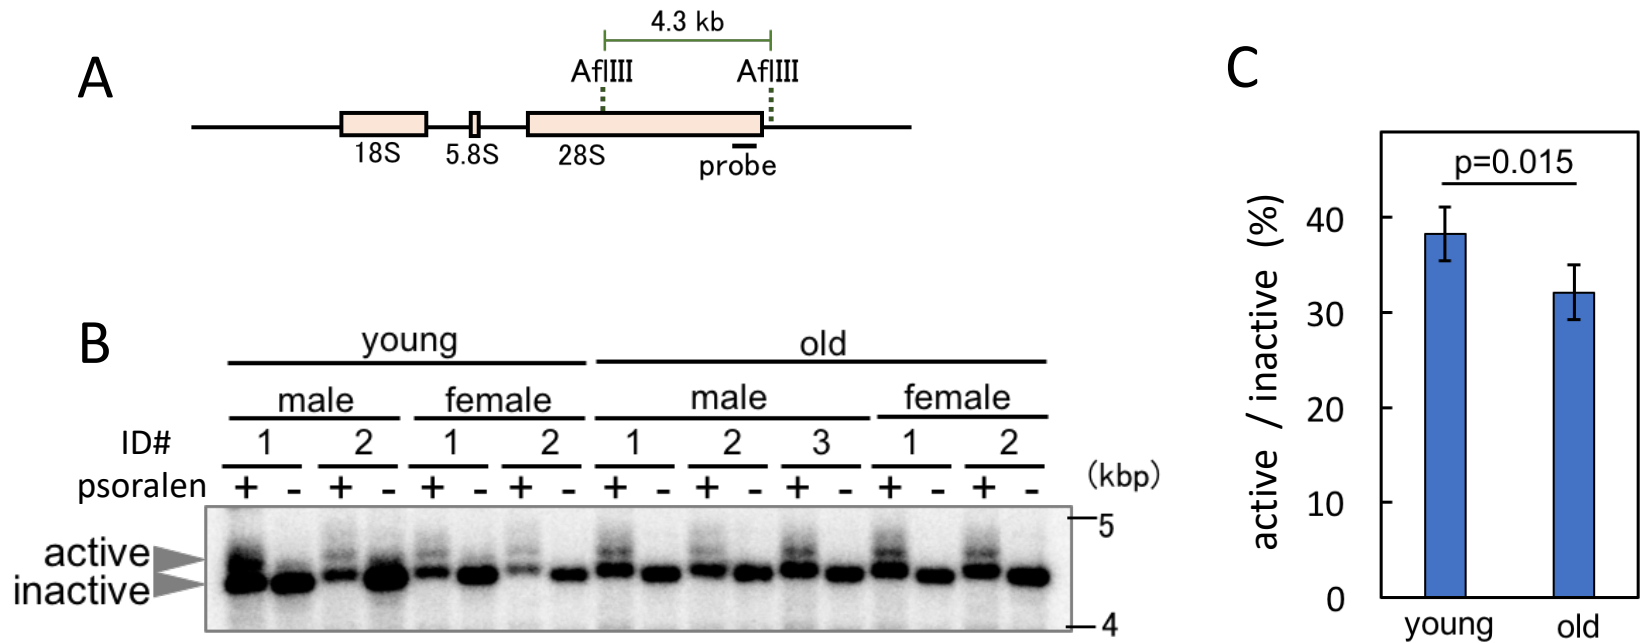 A
4.3 kb
AflIII AflIII
18S 5.8S 28S
probe
B
young old
male female male female
ID# 1 2 1 2 1 2 3 1 2
psoralen + - + - + - + - + - + - + - + - + -
(kbp)
active
inactive
5
4
C
p=0.015
active / inactive (%)
40
30
20
10
0
young old